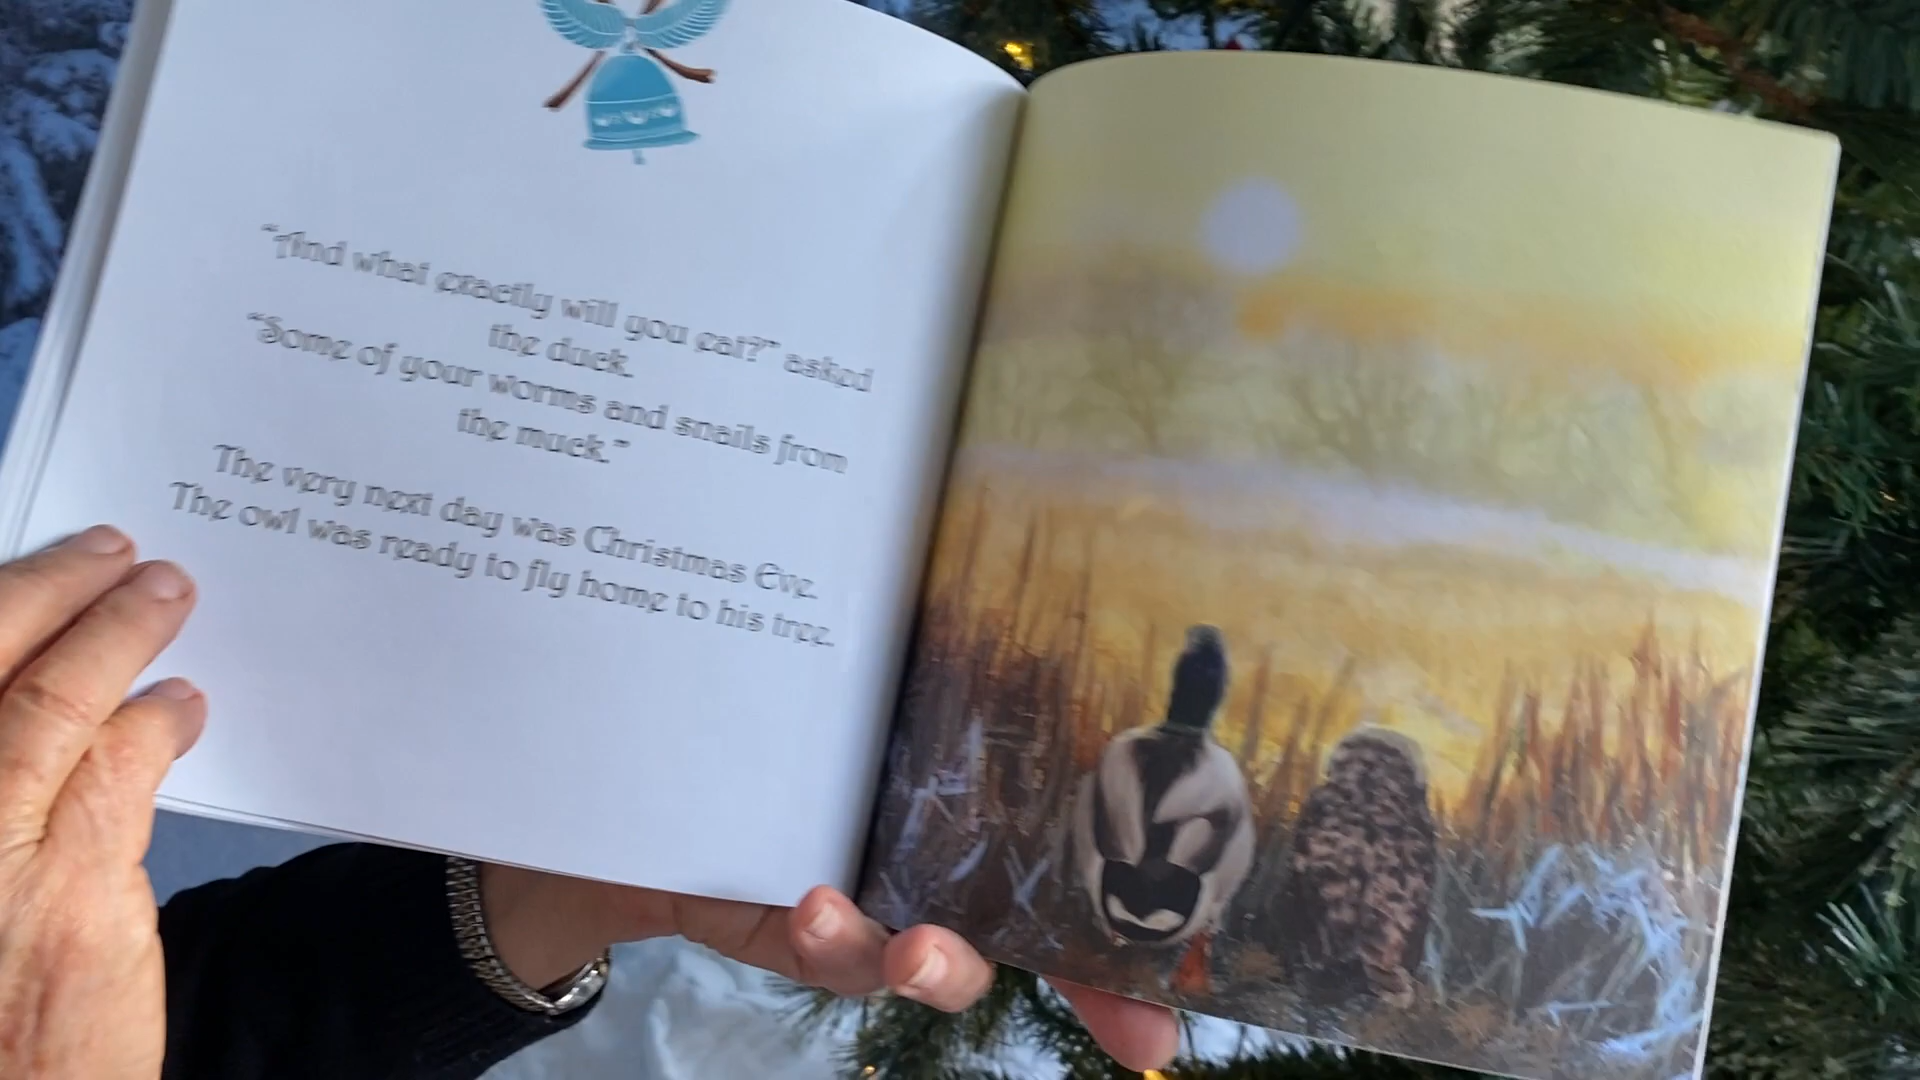 “And what exactly will you eat?” asked
the duck.
“Some of your worms and snails from
the muck.”
The very next day was Christmas Eve.
The owl was ready to fly home to his tree.